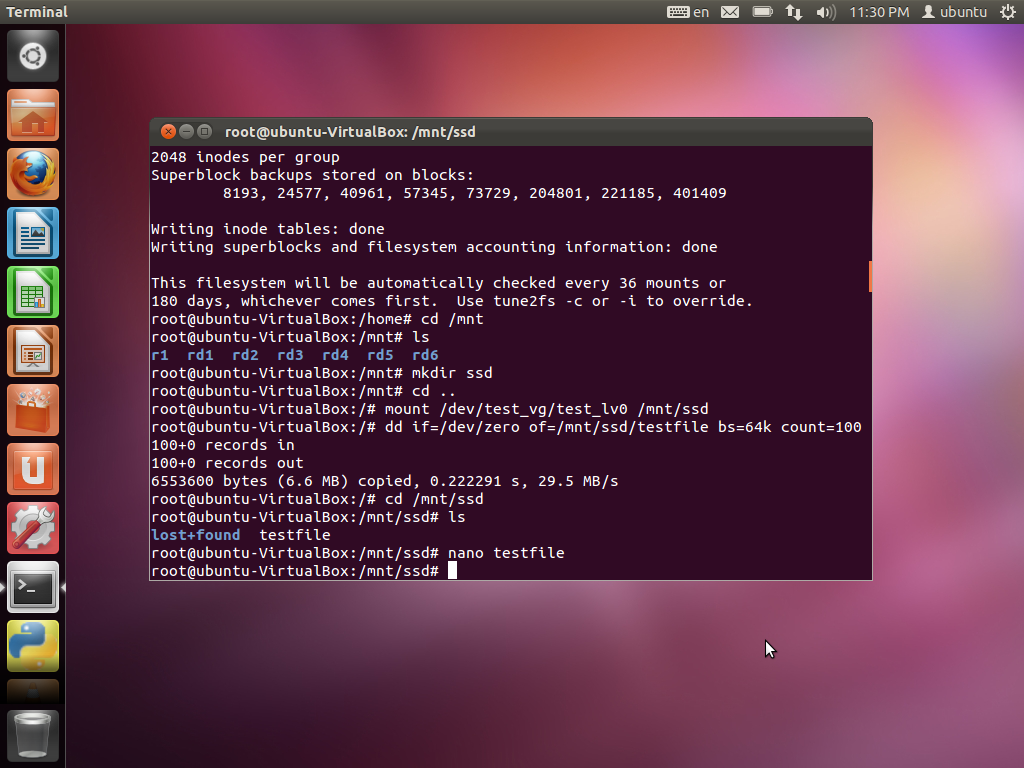 Terminal
en
11:30 PM
ubuntu
root@ubuntu-VirtualBox: /mnt/ssd
2048 inodes per group
Superblock backups stored on blocks:
8193, 24577, 40961, 57345, 73729, 204801, 221185, 401409
Writing inode tables: done
Writing superblocks and filesystem accounting information: done
This filesystem will be automatically checked every 36 mounts or
180 days, whichever comes first.  Use tune2fs -c or -i to override.
root@ubuntu-VirtualBox:/home# cd /mnt
root@ubuntu-VirtualBox:/mnt# ls
r1  rd1  rd2  rd3  rd4  rd5  rd6
root@ubuntu-VirtualBox:/mnt# mkdir ssd
root@ubuntu-VirtualBox:/mnt# cd ..
root@ubuntu-VirtualBox:/# mount /dev/test_vg/test_lv0 /mnt/ssd
root@ubuntu-VirtualBox:/# dd if=/dev/zero of=/mnt/ssd/testfile bs=64k count=100
100+0 records in
100+0 records out
6553600 bytes (6.6 MB) copied, 0.222291 s, 29.5 MB/s
root@ubuntu-VirtualBox:/# cd /mnt/ssd
root@ubuntu-VirtualBox:/mnt/ssd# ls
lost+found  testfile
root@ubuntu-VirtualBox:/mnt/ssd# nano testfile
root@ubuntu-VirtualBox:/mnt/ssd#